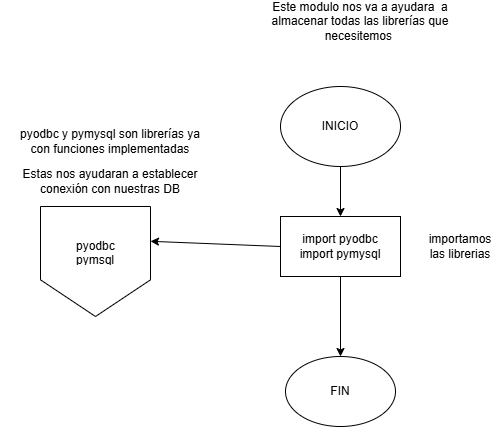 Este modulo nos va a ayudara a
almacenar todas las librerías que
necesitemos
INICIO
pyodbc y pymysql son librerías ya
con funciones implementadas
Estas nos ayudaran a establecer
conexión con nuestras DB
pyodbc
pymsql
import pyodbc
import pymysql
importamos
las librerias
FIN